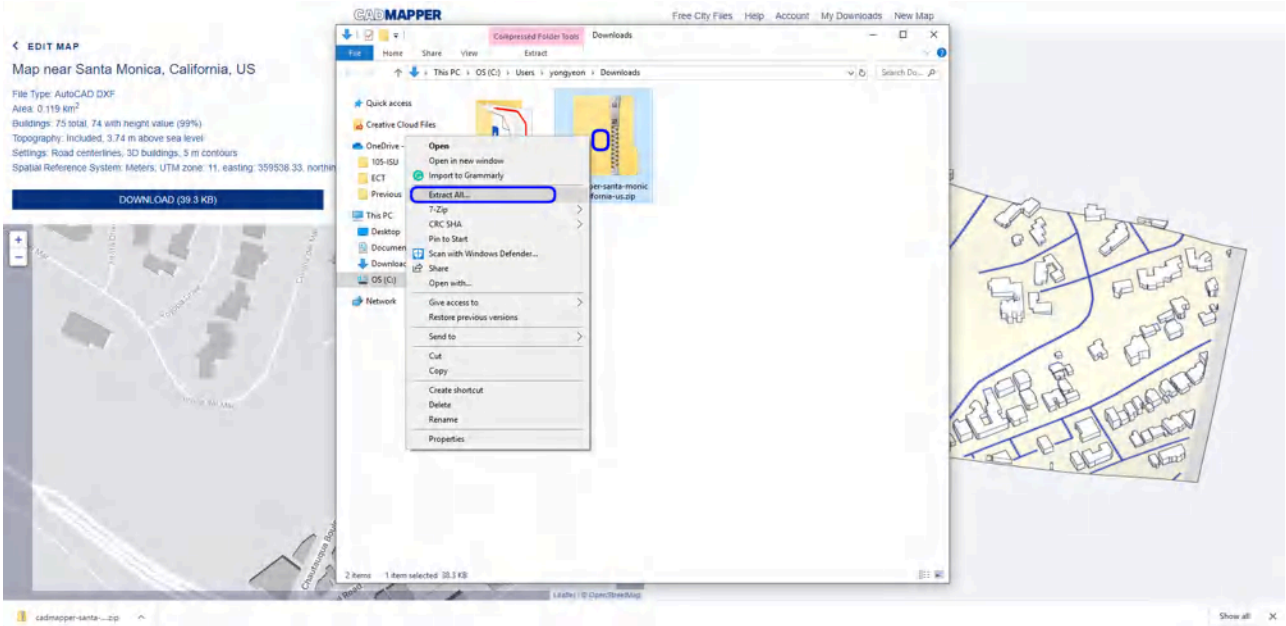 CADMAPPER
Free City Files Help Account My Downloads New Map
EDIT MAP
Map near Santa Monica, California, US
File Type: AutoCAD DXF
Area: 0.119 km²
Buildings: 75 total, 74 with height value (99%)
Topography: Included, 3.74 m above sea level
Settings: Road centerlines, 3D buildings, 5 m contours
Spatial Reference System: Meters, UTM zone: 11, easting: 359536.33, northin
DOWNLOAD (39.3 KB)
+
−
Chautauqua Boul
Road
Leaflet | © OpenStreetMap
Compressed Folder Tools Downloads
File Home Share View Extract
This PC › OS (C:) › Users › yongyeon › Downloads
Search Do...
Quick access
Creative Cloud Files
OneDrive -
105-ISU
ECT
Previous
This PC
Desktop
Documen
Downloac
OS (C:)
Network
per-santa-monic
fornia-us.zip
Open
Open in new window
Import to Grammarly
Extract All...
7-Zip
CRC SHA
Pin to Start
Scan with Windows Defender...
Share
Open with...
Give access to
Restore previous versions
Send to
Cut
Copy
Create shortcut
Delete
Rename
Properties
2 items 1 item selected 38.3 KB
cadmapper-santa-....zip
Show all